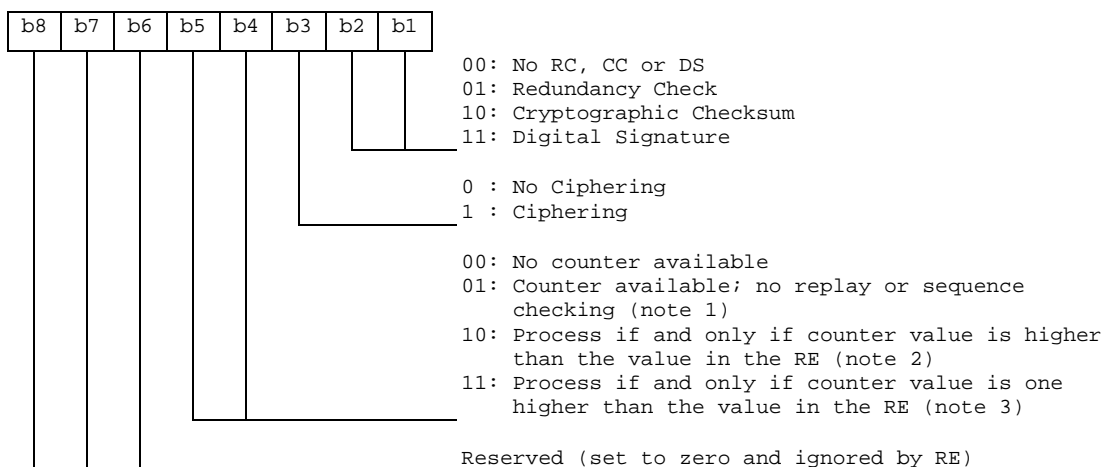 b8 b7 b6 b5 b4 b3 b2 b1
00: No RC, CC or DS
01: Redundancy Check
10: Cryptographic Checksum
11: Digital Signature
0 : No Ciphering
1 : Ciphering
00: No counter available
01: Counter available; no replay or sequence
checking (note 1)
10: Process if and only if counter value is higher
than the value in the RE (note 2)
11: Process if and only if counter value is one
higher than the value in the RE (note 3)
Reserved (set to zero and ignored by RE)